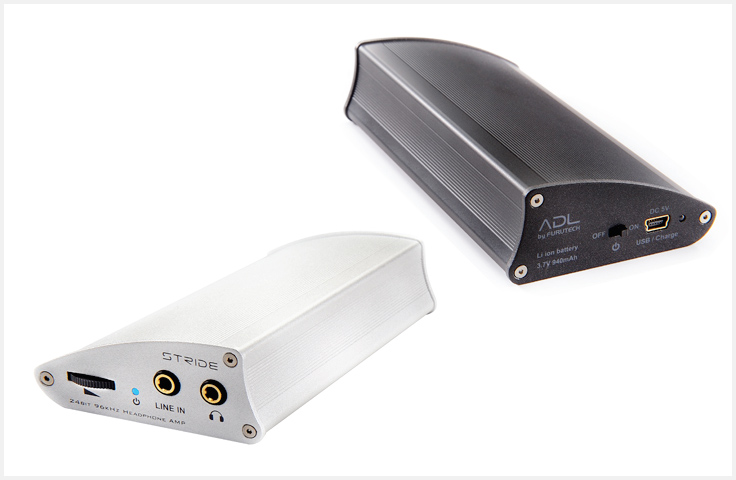 ADL
by FURUTECH
DC 5V
OFF
ON
USB / Charge
Li ion battery
3.7V 940mAh
STRIDE
LINE IN
24BIT 96KHZ HEADPHONE AMP